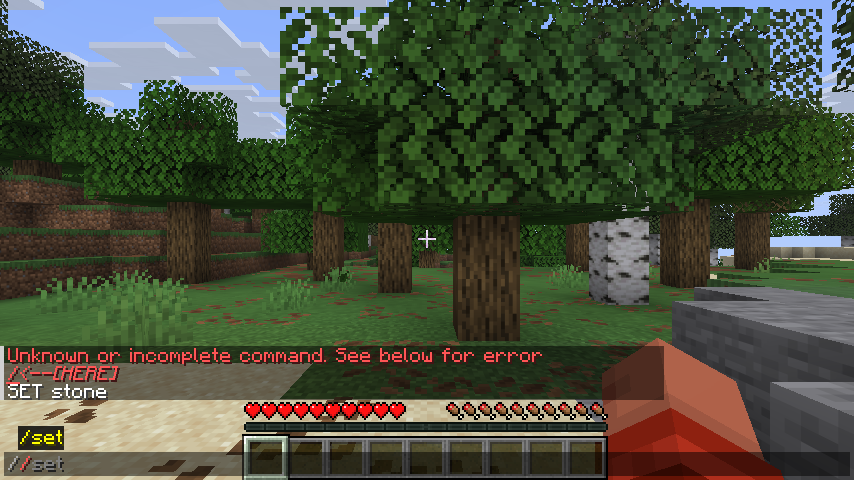 Unknown or incomplete command. See below for error
/<--[HERE]
SET stone
/set
//set